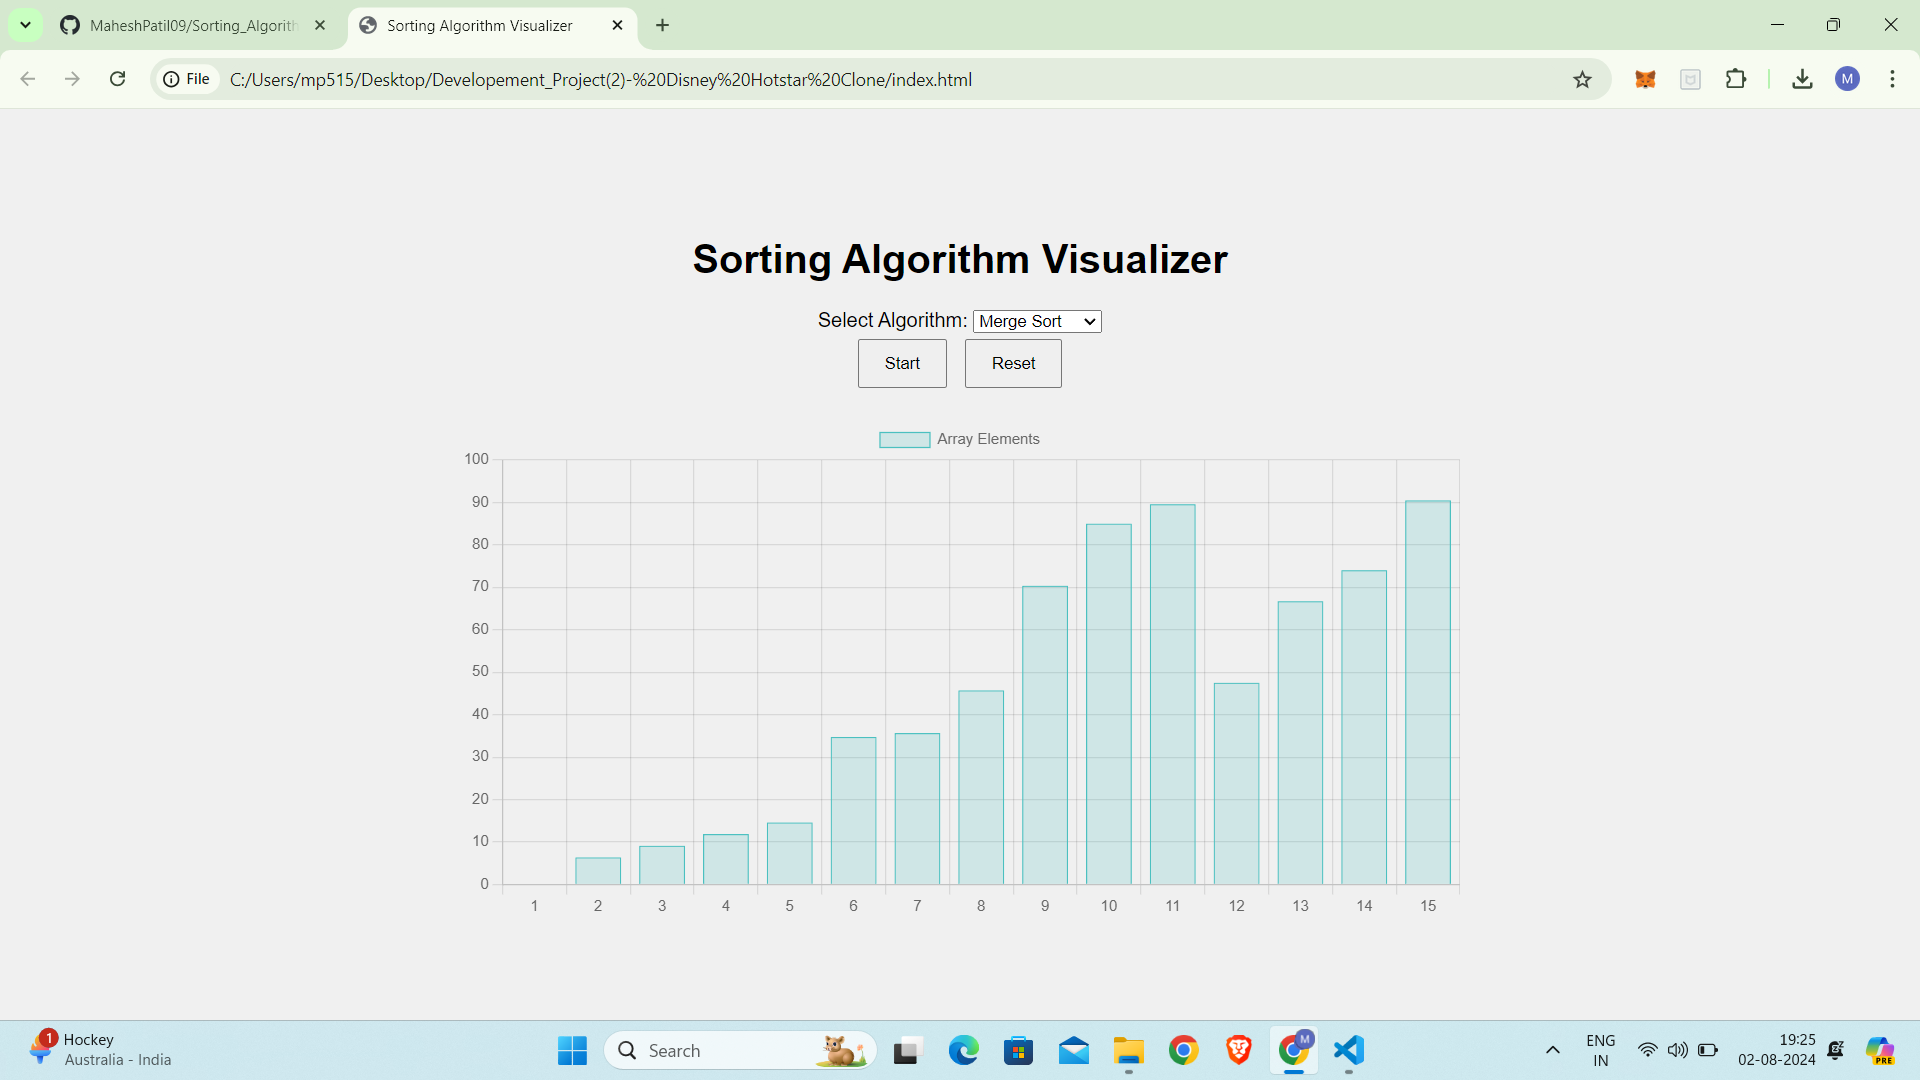 MaheshPatil09/Sorting_Algorith
Sorting Algorithm Visualizer
File
C:/Users/mp515/Desktop/Developement_Project(2)-%20Disney%20Hotstar%20Clone/index.html
M
Sorting Algorithm Visualizer
Select Algorithm: Merge Sort
Start Reset
Array Elements
100
90
80
70
60
50
40
30
20
10
0
1 2 3 4 5 6 7 8 9 10 11 12 13 14 15
1
Hockey
Australia - India
Search
M
ENG
IN
19:25
02-08-2024
PRE